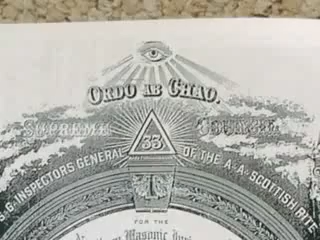 ORDO AB CHAO.
SUPREME COUNCIL
33
G. INSPECTORS GENERAL OF THE A.A. SCOTTISH RITE
FOR THE
Masonic